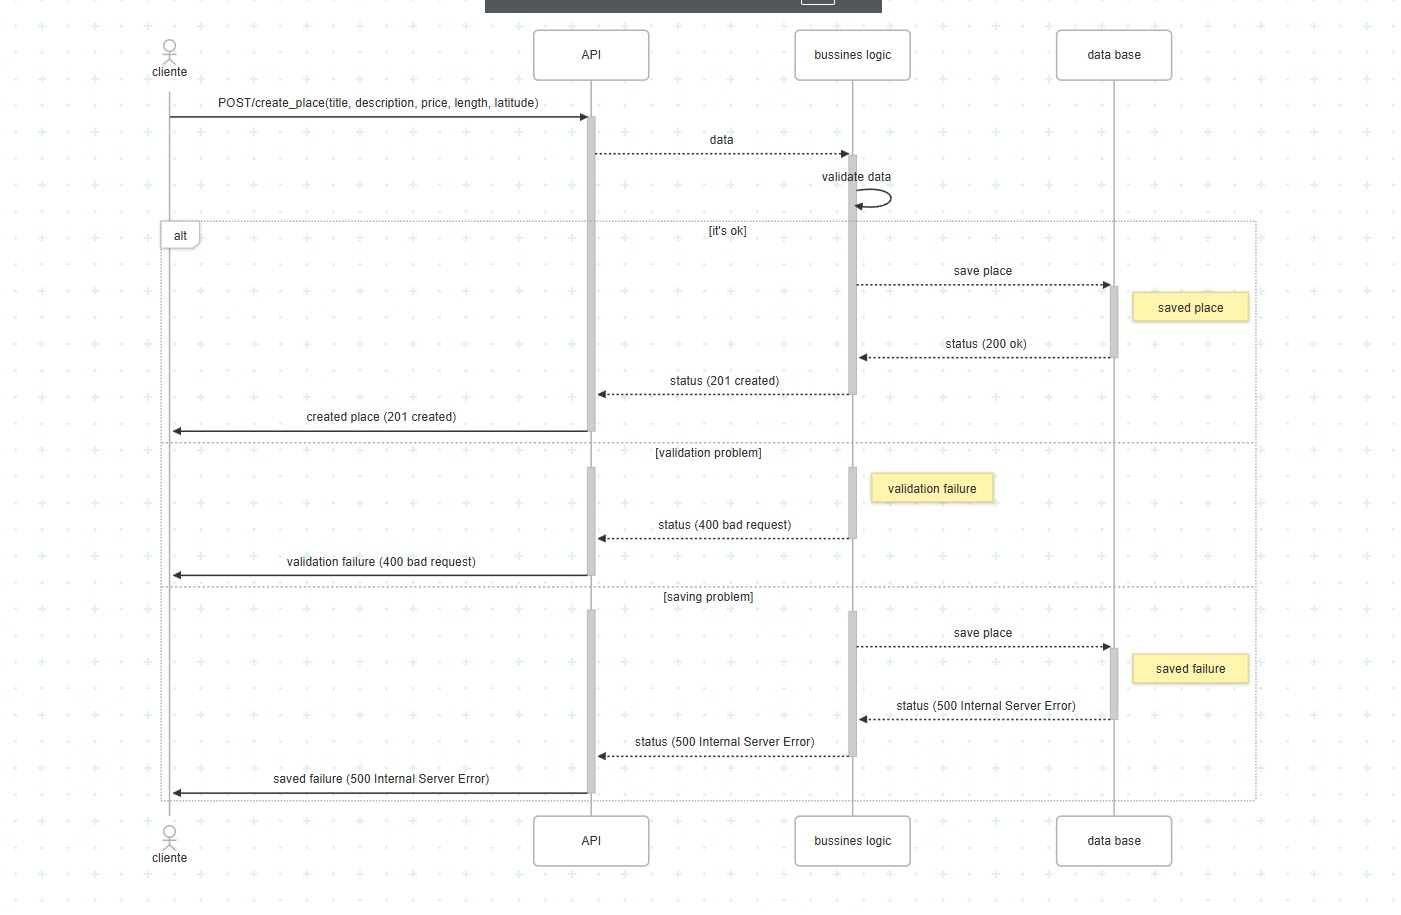 cliente
API
bussines logic
data base
POST/create_place(title, description, price, length, latitude)
data
validate data
alt
[it's ok]
save place
saved place
status (200 ok)
status (201 created)
created place (201 created)
[validation problem]
validation failure
status (400 bad request)
validation failure (400 bad request)
[saving problem]
save place
saved failure
status (500 Internal Server Error)
status (500 Internal Server Error)
saved failure (500 Internal Server Error)
cliente
API
bussines logic
data base